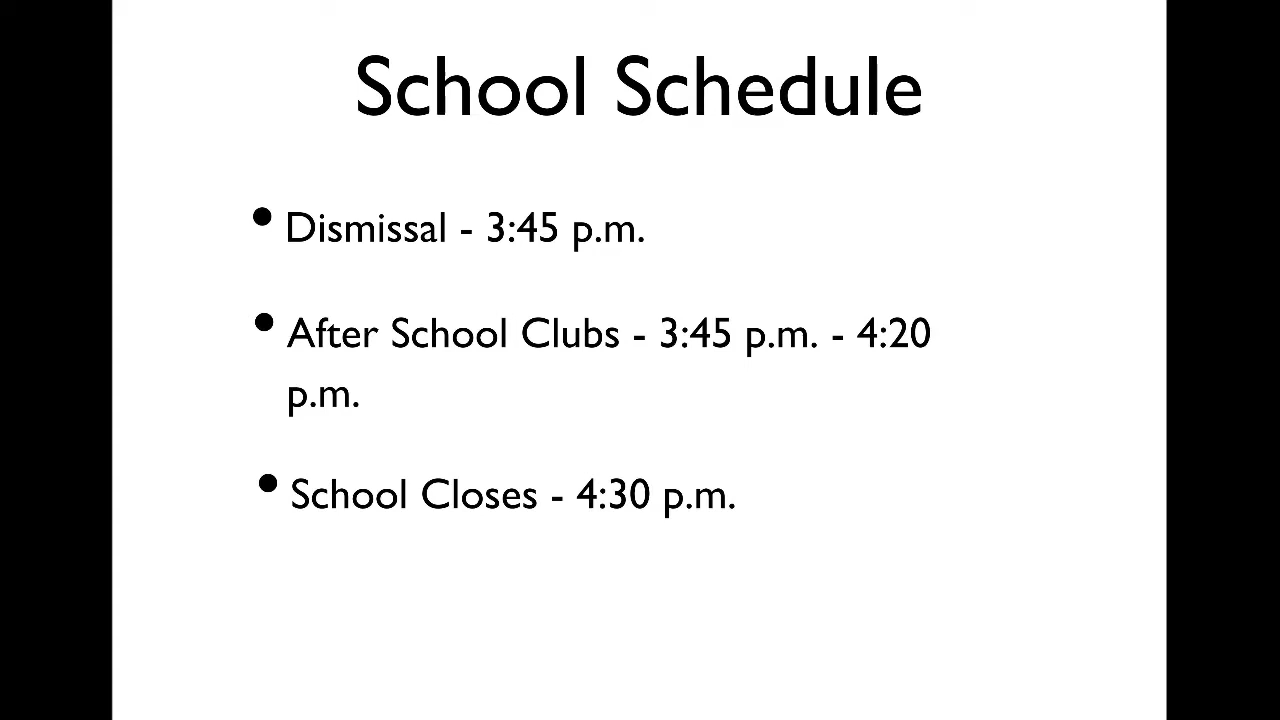 School Schedule
• Dismissal - 3:45 p.m.
• After School Clubs - 3:45 p.m. - 4:20
p.m.
• School Closes - 4:30 p.m.